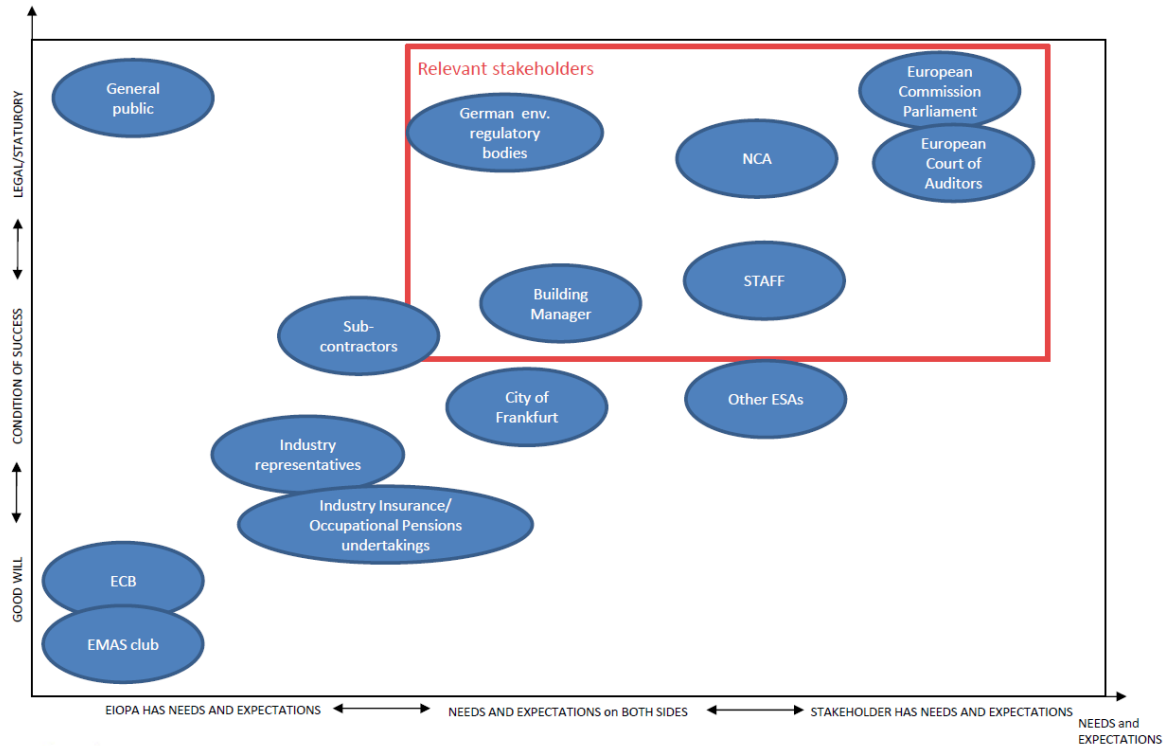 Relevant stakeholders
General
public
German env.
regulatory
bodies
European
Commission
Parliament
NCA
European
Court of
Auditors
STAFF
Building
Manager
Sub-
contractors
City of
Frankfurt
Other ESAs
Industry
representatives
Industry Insurance/
Occupational Pensions
undertakings
ECB
EMAS club
LEGAL/STATURORY
CONDITION OF SUCCESS
GOOD WILL
EIOPA HAS NEEDS AND EXPECTATIONS
NEEDS AND EXPECTATIONS on BOTH SIDES
STAKEHOLDER HAS NEEDS AND EXPECTATIONS
NEEDS and
EXPECTATIONS